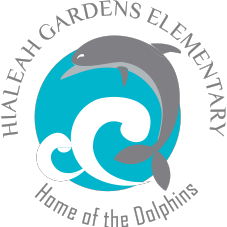 HIALEAH GARDENS ELEMENTARY
Home of the Dolphins